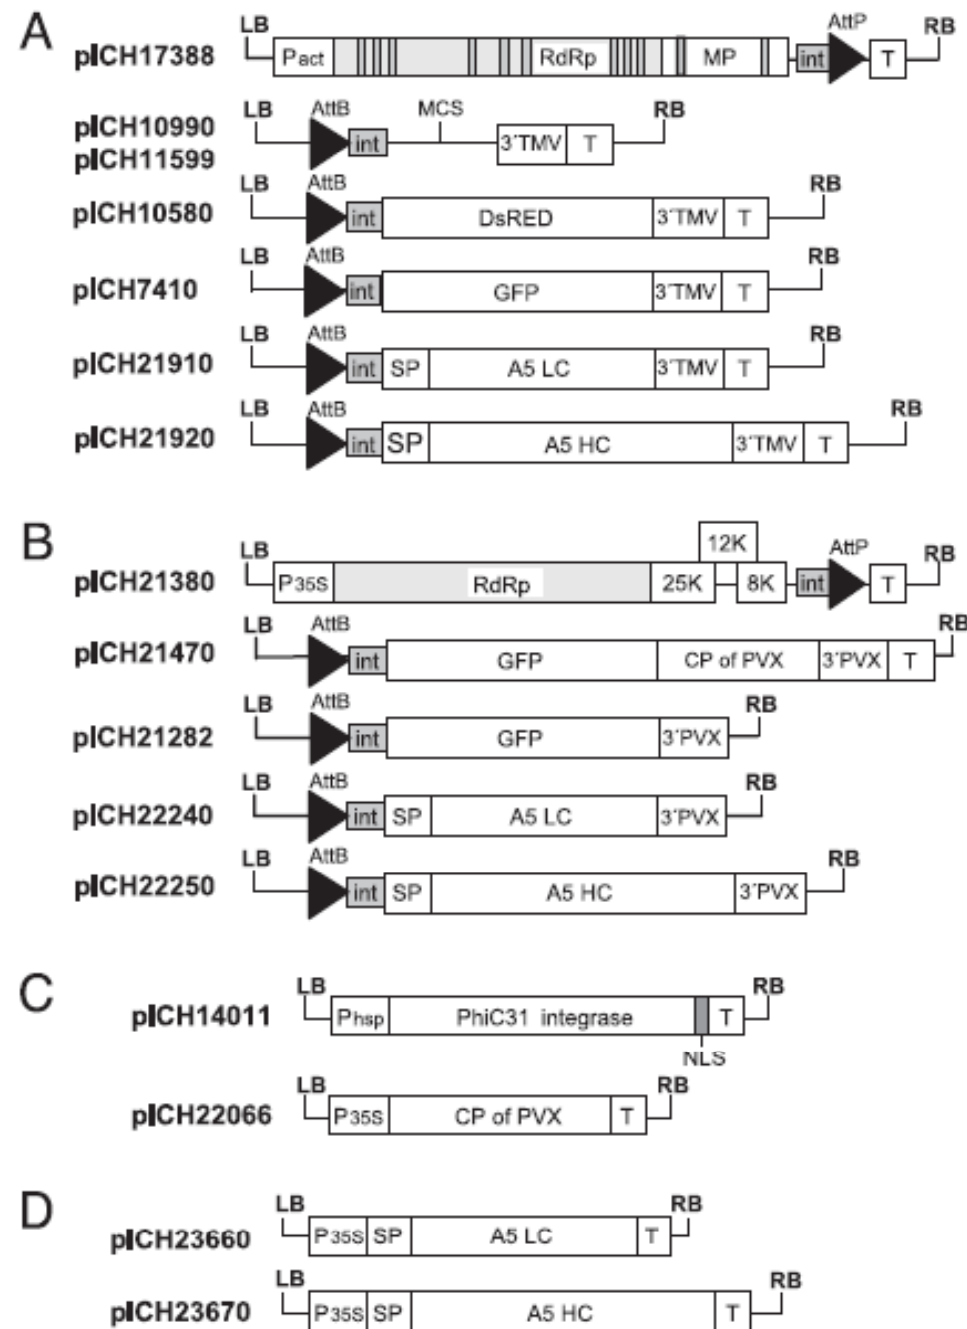 A
LB AttP RB
pICH17388 Pact RdRp MP int T
LB AttB MCS RB
pICH10990
pICH11599 int 3´TMV T
LB AttB RB
pICH10580 int DsRED 3´TMV T
LB AttB RB
pICH7410 int GFP 3´TMV T
LB AttB RB
pICH21910 int SP A5 LC 3´TMV T
LB AttB RB
pICH21920 int SP A5 HC 3´TMV T
B
12K
LB AttP RB
pICH21380 P35S RdRp 25K 8K int T
LB AttB RB
pICH21470 int GFP CP of PVX 3´PVX T
LB AttB RB
pICH21282 int GFP 3´PVX
LB AttB RB
pICH22240 int SP A5 LC 3´PVX
LB AttB RB
pICH22250 int SP A5 HC 3´PVX
C
LB RB
pICH14011 Phsp PhiC31 integrase T
NLS
LB RB
pICH22066 P35S CP of PVX T
D
LB RB
pICH23660 P35S SP A5 LC T
LB RB
pICH23670 P35S SP A5 HC T